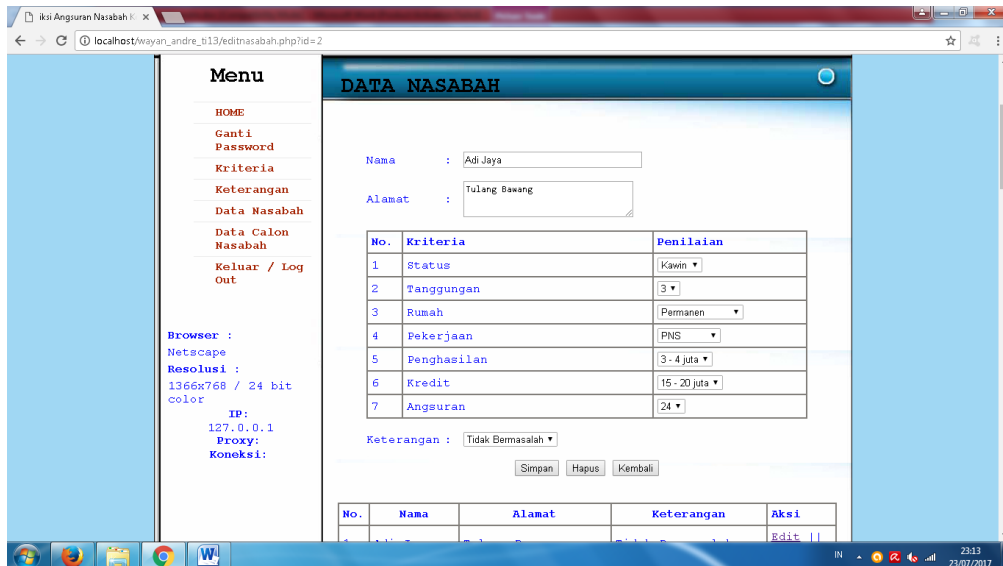 iksi Angsuran Nasabah K
localhost/wayan_andre_ti13/editnasabah.php?id=2
Menu
HOME
Ganti
Password
Kriteria
Keterangan
Data Nasabah
Data Calon
Nasabah
Keluar / Log
Out
Browser :
Netscape
Resolusi :
1366x768 / 24 bit
color
IP:
127.0.0.1
Proxy:
Koneksi:
DATA NASABAH
Nama : Adi Jaya
Alamat : Tulang Bawang
No. Kriteria Penilaian
1 Status Kawin
2 Tanggungan 3
3 Rumah Permanen
4 Pekerjaan PNS
5 Penghasilan 3 - 4 juta
6 Kredit 15 - 20 juta
7 Angsuran 24
Keterangan : Tidak Bermasalah
Simpan Hapus Kembali
No. Nama Alamat Keterangan Aksi
Edit ||
IN 23:13
23/07/2017